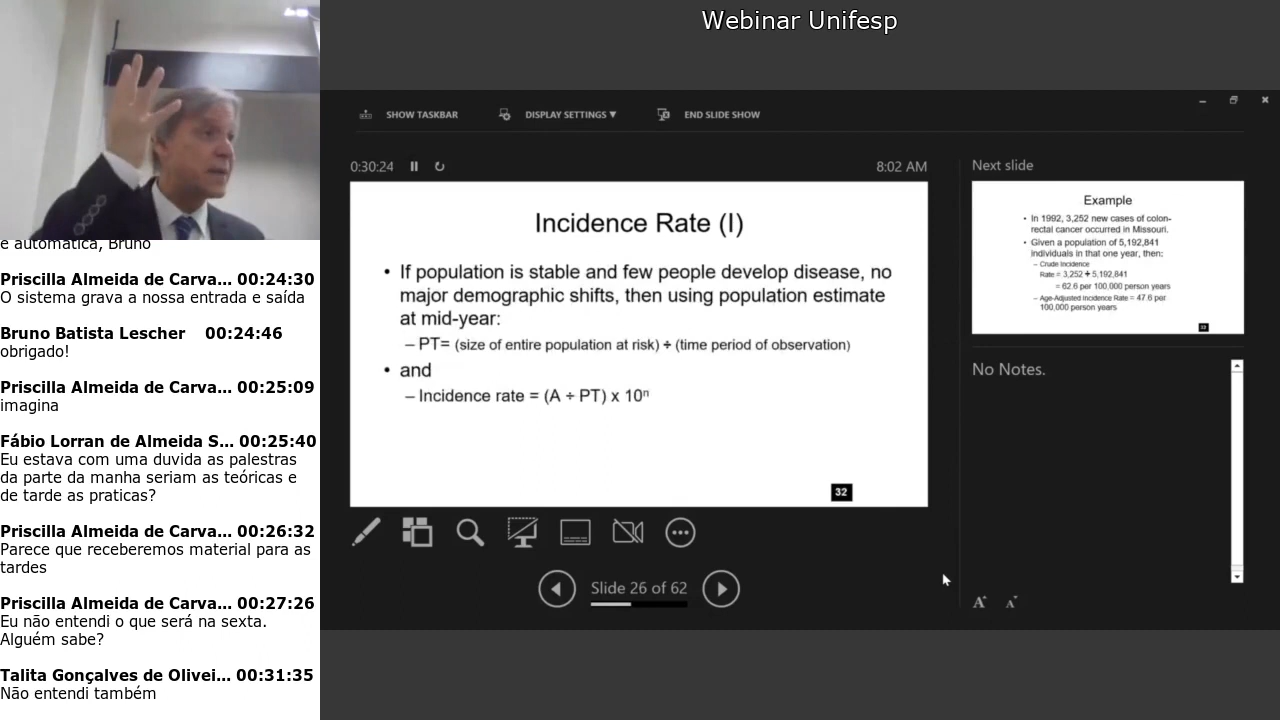 Webinar Unifesp
e automática, Bruno
Priscilla Almeida de Carva... 00:24:30
O sistema grava a nossa entrada e saída
Bruno Batista Lescher 00:24:46
obrigado!
Priscilla Almeida de Carva... 00:25:09
imagina
Fábio Lorran de Almeida S... 00:25:40
Eu estava com uma duvida as palestras
da parte da manha seriam as teóricas e
de tarde as praticas?
Priscilla Almeida de Carva... 00:26:32
Parece que receberemos material para as
tardes
Priscilla Almeida de Carva... 00:27:26
Eu não entendi o que será na sexta.
Alguém sabe?
Talita Gonçalves de Olivei... 00:31:35
Não entendi também
SHOW TASKBAR DISPLAY SETTINGS ▼ END SLIDE SHOW
0:30:24 8:02 AM
Incidence Rate (I)
• If population is stable and few people develop disease, no
major demographic shifts, then using population estimate
at mid-year:
– PT= (size of entire population at risk) ÷ (time period of observation)
• and
– Incidence rate = (A ÷ PT) x 10ⁿ
32
Slide 26 of 62
Next slide
Example
• In 1992, 3,252 new cases of colon-
rectal cancer occurred in Missouri.
• Given a population of 5,192,841
individuals in that one year, then:
– Crude Incidence
Rate = 3,252 ÷ 5,192,841
= 62.6 per 100,000 person years
– Age-Adjusted Incidence Rate = 47.6 per
100,000 person years
33
No Notes.
A A